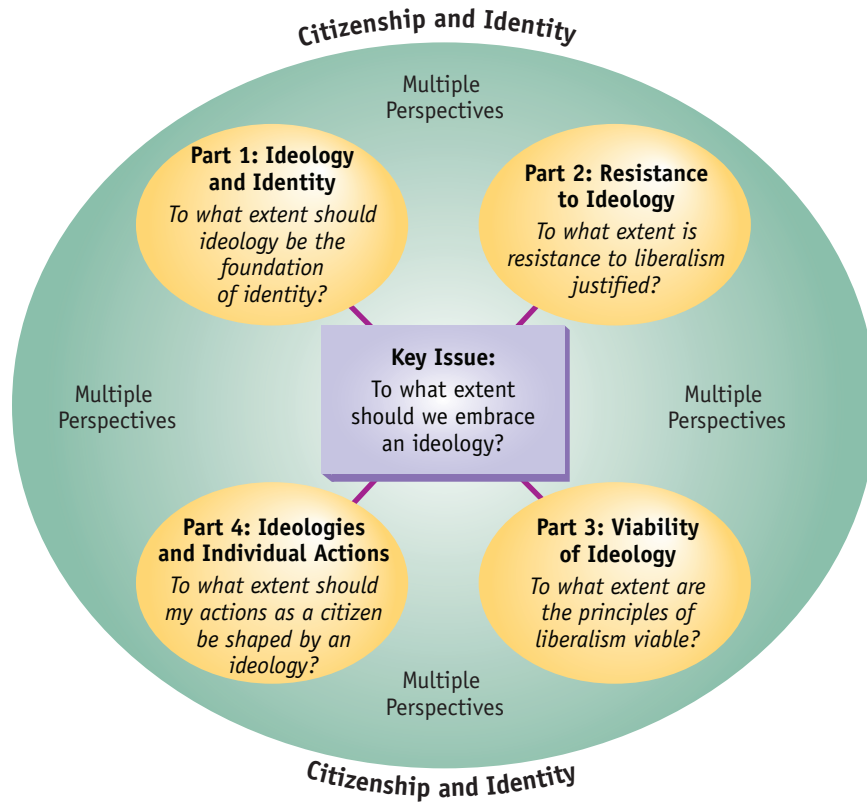 Citizenship and Identity
Multiple
Perspectives
Part 1: Ideology
and Identity
To what extent should
ideology be the
foundation
of identity?
Part 2: Resistance
to Ideology
To what extent is
resistance to liberalism
justified?
Multiple
Perspectives
Key Issue:
To what extent
should we embrace
an ideology?
Multiple
Perspectives
Part 4: Ideologies
and Individual Actions
To what extent should
my actions as a citizen
be shaped by an
ideology?
Part 3: Viability
of Ideology
To what extent are
the principles of
liberalism viable?
Multiple
Perspectives
Citizenship and Identity